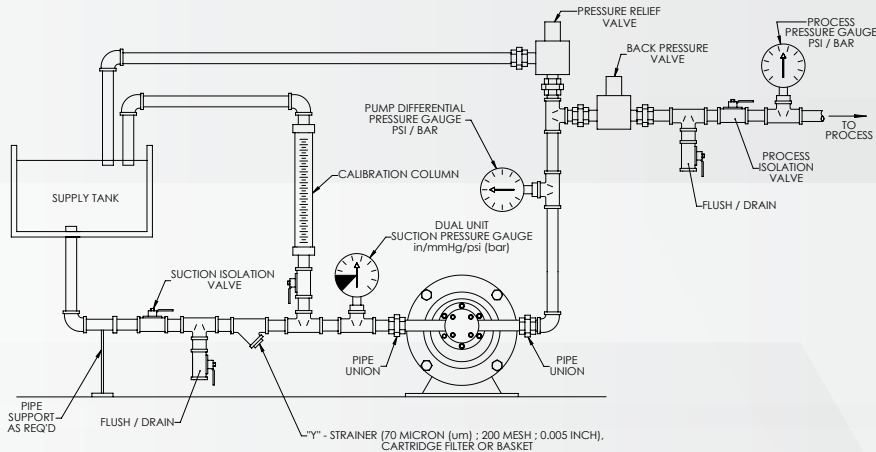 PRESSURE RELIEF
VALVE
PROCESS
PRESSURE GAUGE
PSI / BAR
BACK PRESSURE
VALVE
PUMP DIFFERENTIAL
PRESSURE GAUGE
PSI / BAR
TO
PROCESS
PROCESS
ISOLATION
VALVE
CALIBRATION COLUMN
SUPPLY TANK
FLUSH / DRAIN
DUAL UNIT
SUCTION PRESSURE GAUGE
in/mmHg/psi (bar)
SUCTION ISOLATION
VALVE
PIPE
UNION
PIPE
UNION
PIPE
SUPPORT
AS REQ'D
FLUSH / DRAIN
"Y" - STRAINER (70 MICRON (um) ; 200 MESH ; 0.005 INCH),
CARTRIDGE FILTER OR BASKET